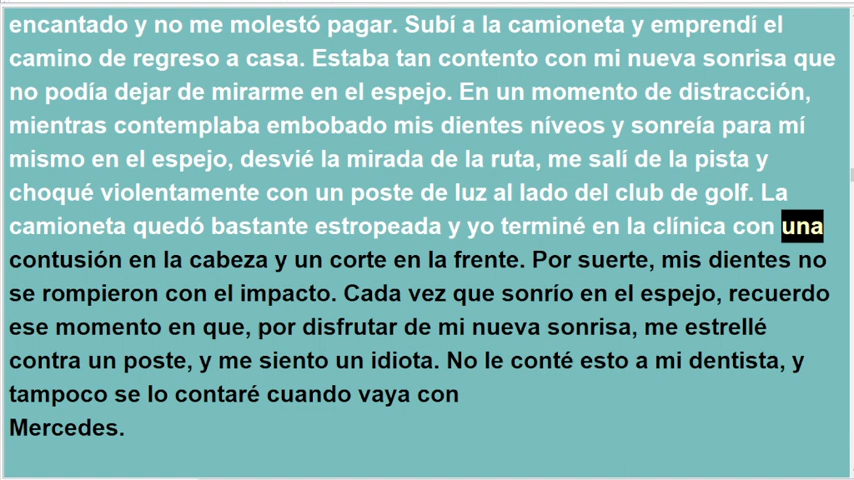 encantado y no me molestó pagar. Subí a la camioneta y emprendí el
camino de regreso a casa. Estaba tan contento con mi nueva sonrisa que
no podía dejar de mirarme en el espejo. En un momento de distracción,
mientras contemplaba embobado mis dientes níveos y sonreía para mí
mismo en el espejo, desvié la mirada de la ruta, me salí de la pista y
choqué violentamente con un poste de luz al lado del club de golf. La
camioneta quedó bastante estropeada y yo terminé en la clínica con una
contusión en la cabeza y un corte en la frente. Por suerte, mis dientes no
se rompieron con el impacto. Cada vez que sonrío en el espejo, recuerdo
ese momento en que, por disfrutar de mi nueva sonrisa, me estrellé
contra un poste, y me siento un idiota. No le conté esto a mi dentista, y
tampoco se lo contaré cuando vaya con
Mercedes.